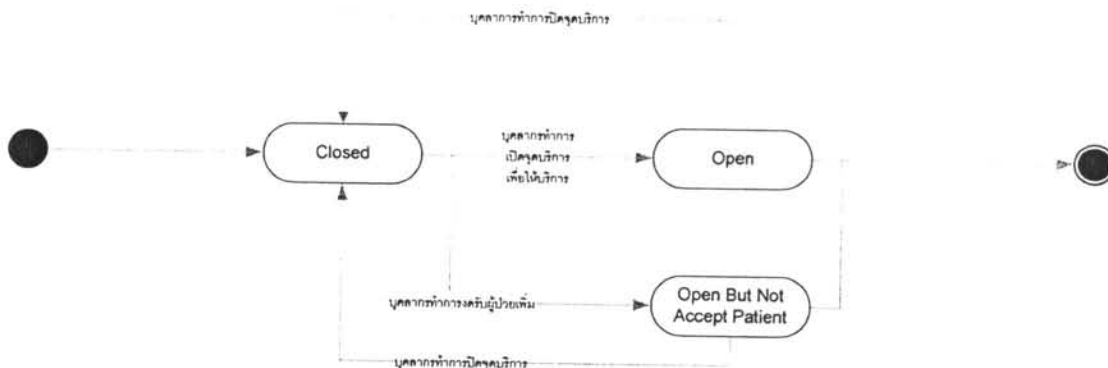 บุคลาการทำการปิดจุดบริการ
Closed
บุคลากรทำการ
เปิดจุดบริการ
เพื่อให้บริการ
Open
บุคลากรทำการงดรับผู้ป่วยเพิ่ม
Open But Not
Accept Patient
บุคลากรทำการปิดจุดบริการ